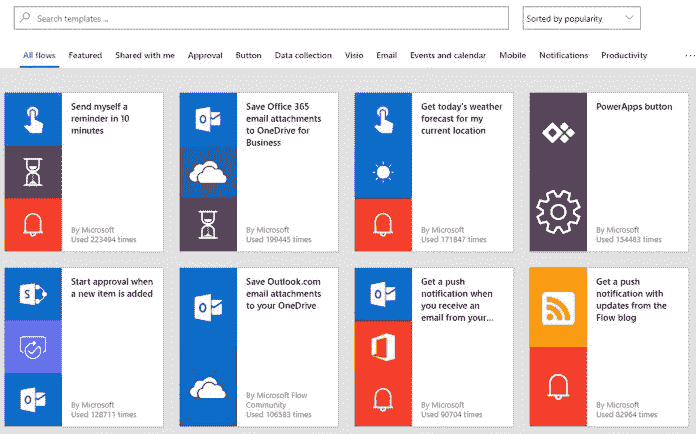 Search templates ...
Sorted by popularity
All flows Featured Shared with me Approval Button Data collection Visio Email Events and calendar Mobile Notifications Productivity ...
Send myself a
reminder in 10
minutes
By Microsoft
Used 223494 times
Save Office 365
email attachments
to OneDrive for
Business
By Microsoft
Used 199445 times
Get today's weather
forecast for my
current location
By Microsoft
Used 171847 times
PowerApps button
By Microsoft
Used 154483 times
Start approval when
a new item is added
By Microsoft
Used 128711 times
Save Outlook.com
email attachments
to your OneDrive
By Microsoft Flow
Community
Used 106583 times
Get a push
notification when
you receive an
email from your...
By Microsoft
Used 90704 times
Get a push
notification with
updates from the
Flow blog
By Microsoft
Used 82964 times